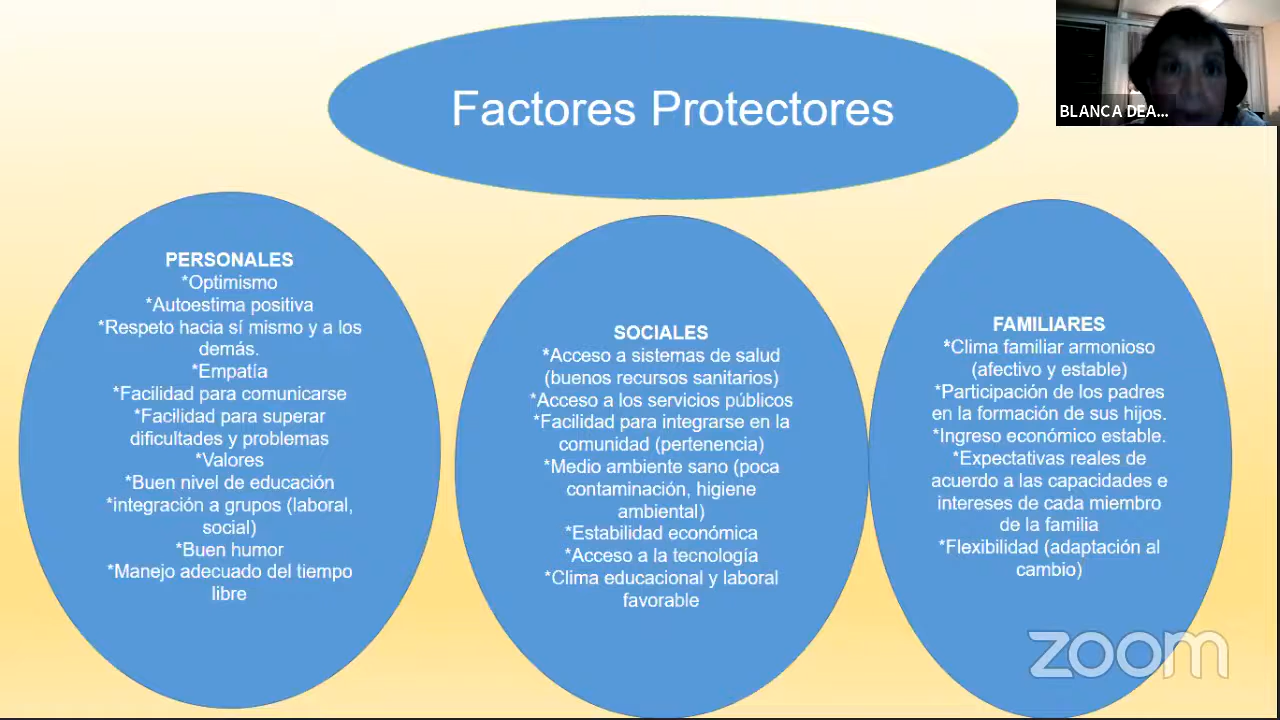 Factores Protectores
BLANCA DEA...
PERSONALES
*Optimismo
*Autoestima positiva
*Respeto hacia sí mismo y a los
demás.
*Empatía
*Facilidad para comunicarse
*Facilidad para superar
dificultades y problemas
*Valores
*Buen nivel de educación
*integración a grupos (laboral,
social)
*Buen humor
*Manejo adecuado del tiempo
libre
SOCIALES
*Acceso a sistemas de salud
(buenos recursos sanitarios)
*Acceso a los servicios públicos
*Facilidad para integrarse en la
comunidad (pertenencia)
*Medio ambiente sano (poca
contaminación, higiene
ambiental)
*Estabilidad económica
*Acceso a la tecnología
*Clima educacional y laboral
favorable
FAMILIARES
*Clima familiar armonioso
(afectivo y estable)
*Participación de los padres
en la formación de sus hijos.
*Ingreso económico estable.
*Expectativas reales de
acuerdo a las capacidades e
intereses de cada miembro
de la familia
*Flexibilidad (adaptación al
cambio)
zoom